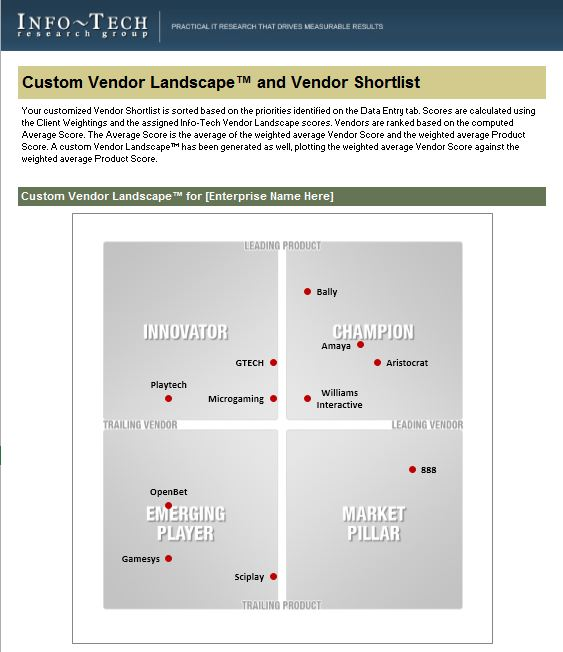 INFO~TECH
research group
PRACTICAL IT RESEARCH THAT DRIVES MEASURABLE RESULTS
Custom Vendor Landscape™ and Vendor Shortlist
Your customized Vendor Shortlist is sorted based on the priorities identified on the Data Entry tab. Scores are calculated using
the Client Weightings and the assigned Info-Tech Vendor Landscape scores. Vendors are ranked based on the computed
Average Score. The Average Score is the average of the weighted average Vendor Score and the weighted average Product
Score. A custom Vendor Landscape™ has been generated as well, plotting the weighted average Vendor Score against the
weighted average Product Score.
Custom Vendor Landscape™ for [Enterprise Name Here]
LEADING PRODUCT
Bally
INNOVATOR
CHAMPION
Amaya
GTECH
Aristocrat
Playtech
Microgaming
Williams
Interactive
TRAILING VENDOR
LEADING VENDOR
888
OpenBet
EMERGING
PLAYER
MARKET
PILLAR
Gamesys
Sciplay
TRAILING PRODUCT